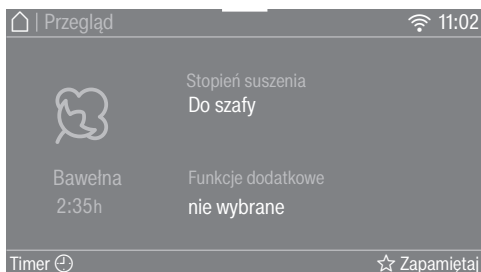 | Przegląd 11:02
Stopień suszenia
Do szafy
Bawełna
2:35h
Funkcje dodatkowe
nie wybrane
Timer Zapamiętaj